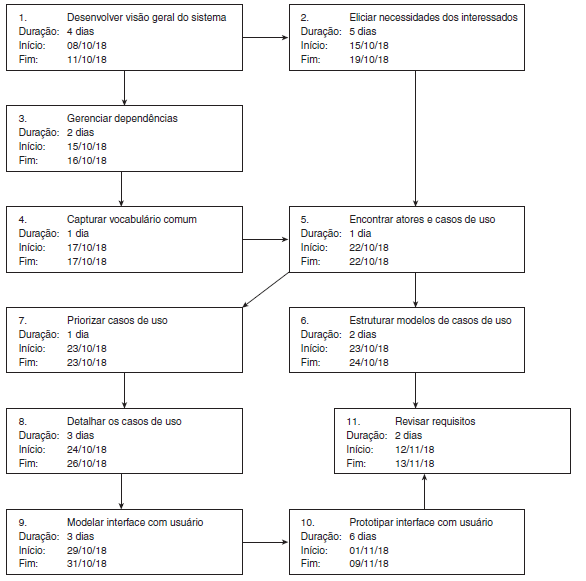 1. Desenvolver visão geral do sistema
Duração: 4 dias
Início: 08/10/18
Fim: 11/10/18
2. Eliciar necessidades dos interessados
Duração: 5 dias
Início: 15/10/18
Fim: 19/10/18
3. Gerenciar dependências
Duração: 2 dias
Início: 15/10/18
Fim: 16/10/18
4. Capturar vocabulário comum
Duração: 1 dia
Início: 17/10/18
Fim: 17/10/18
5. Encontrar atores e casos de uso
Duração: 1 dia
Início: 22/10/18
Fim: 22/10/18
7. Priorizar casos de uso
Duração: 1 dia
Início: 23/10/18
Fim: 23/10/18
6. Estruturar modelos de casos de uso
Duração: 2 dias
Início: 23/10/18
Fim: 24/10/18
8. Detalhar os casos de uso
Duração: 3 dias
Início: 24/10/18
Fim: 26/10/18
11. Revisar requisitos
Duração: 2 dias
Início: 12/11/18
Fim: 13/11/18
9. Modelar interface com usuário
Duração: 3 dias
Início: 29/10/18
Fim: 31/10/18
10. Prototipar interface com usuário
Duração: 6 dias
Início: 01/11/18
Fim: 09/11/18